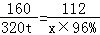 160/320t = 112/x×96%